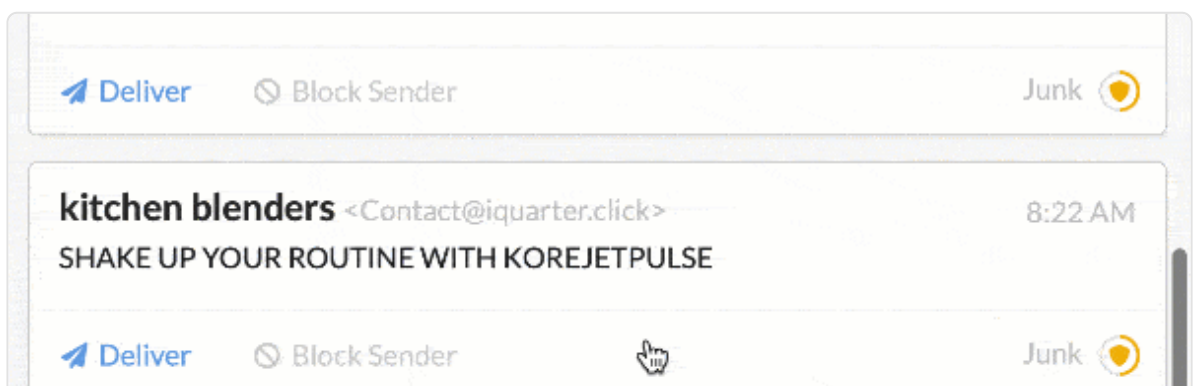 Deliver Block Sender Junk
kitchen blenders <Contact@iquarter.click> 8:22 AM
SHAKE UP YOUR ROUTINE WITH KOREJETPULSE
Deliver Block Sender Junk